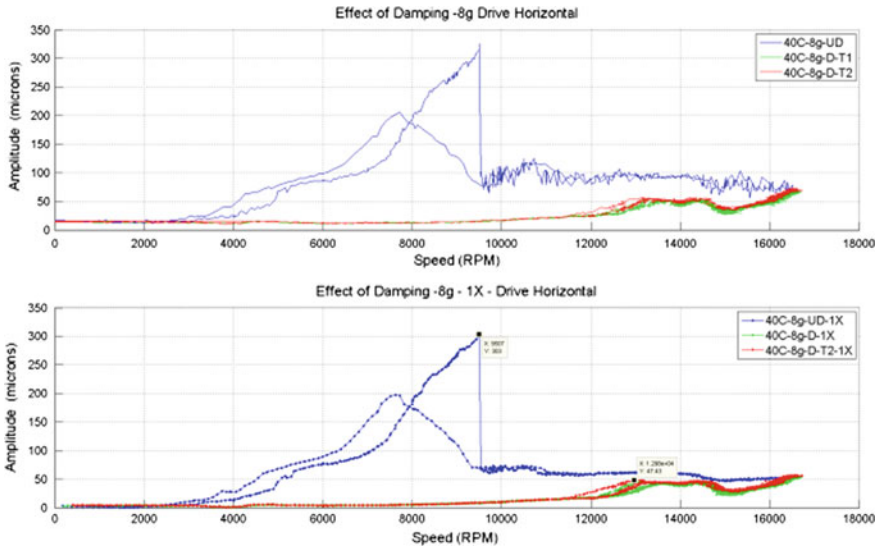 Effect of Damping -8g Drive Horizontal
350
300
250
200
150
100
50
0
Amplitude (microns)
40C-8g-UD
40C-8g-D-T1
40C-8g-D-T2
0 2000 4000 6000 8000 10000 12000 14000 16000 18000
Speed (RPM)
Effect of Damping -8g - 1X - Drive Horizontal
350
300
250
200
150
100
50
0
Amplitude (microns)
40C-8g-UD-1X
40C-8g-D-1X
40C-8g-D-T2-1X
X: 9507
Y: 303
Y: 47.63
0 2000 4000 6000 8000 10000 12000 14000 16000 18000
Speed (RPM)